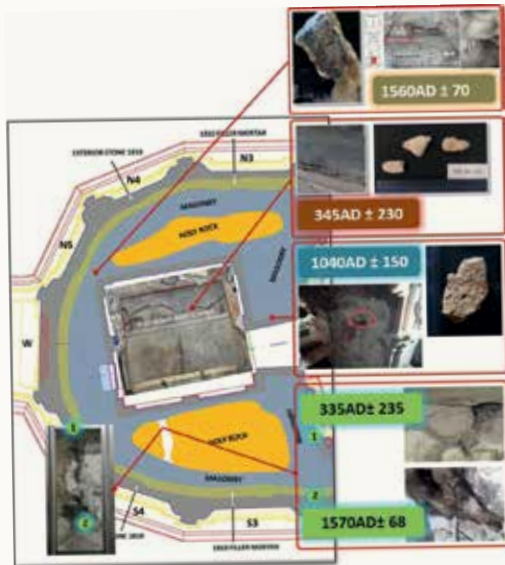 1560AD ± 70
EXTERIOR STONE 1810
N3
N4
N5
MASONRY
HOLY ROCK
345AD ± 230
1040AD ± 150
W
335AD± 235
1
1
HOLY ROCK
MASONRY
2
2
S4
S3
1570AD± 68